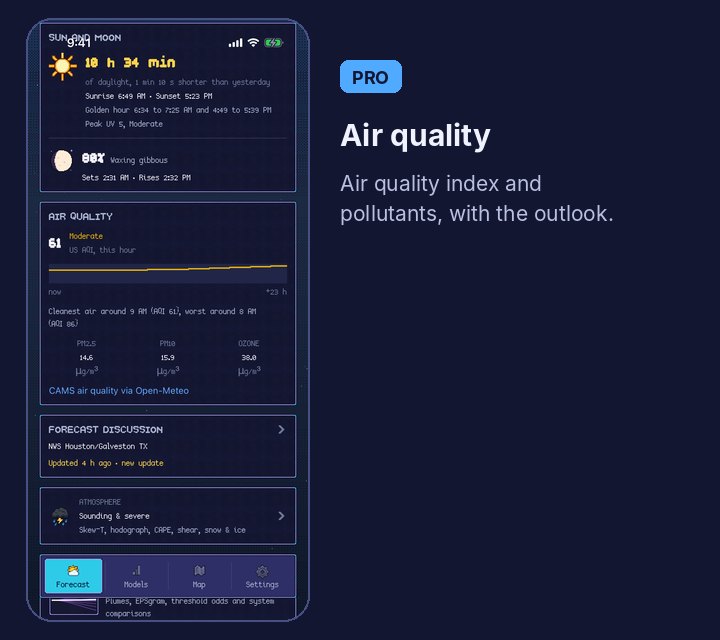 SUN AND MOON
9:41
10 h 34 min
of daylight, 1 min 10 s shorter than yesterday
Sunrise 6:49 AM · Sunset 5:23 PM
Golden hour 6:34 to 7:25 AM and 4:49 to 5:39 PM
Peak UV 5, Moderate
80% Waxing gibbous
Sets 2:31 AM · Rises 2:32 PM
AIR QUALITY
61
Moderate
US AQI, this hour
now
+23 h
Cleanest air around 9 AM (AQI 61), worst around 8 AM
(AQI 86)
PM2.5 PM10 OZONE
14.6 15.9 38.0
µg/m³ µg/m³ µg/m³
CAMS air quality via Open-Meteo
FORECAST DISCUSSION
NWS Houston/Galveston TX
Updated 4 h ago · new update
ATMOSPHERE
Sounding & severe
Skew-T, hodograph, CAPE, shear, snow & ice
Forecast Models Map Settings
Plumes, EPSgram, threshold odds and system
comparisons
PRO
Air quality
Air quality index and
pollutants, with the outlook.